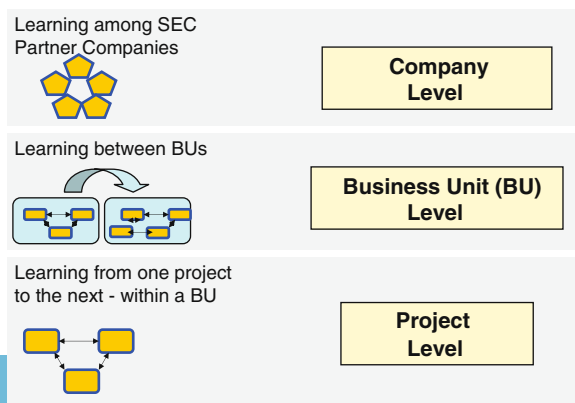 Learning among SEC
Partner Companies
Company
Level
Learning between BUs
Business Unit (BU)
Level
Learning from one project
to the next - within a BU
Project
Level